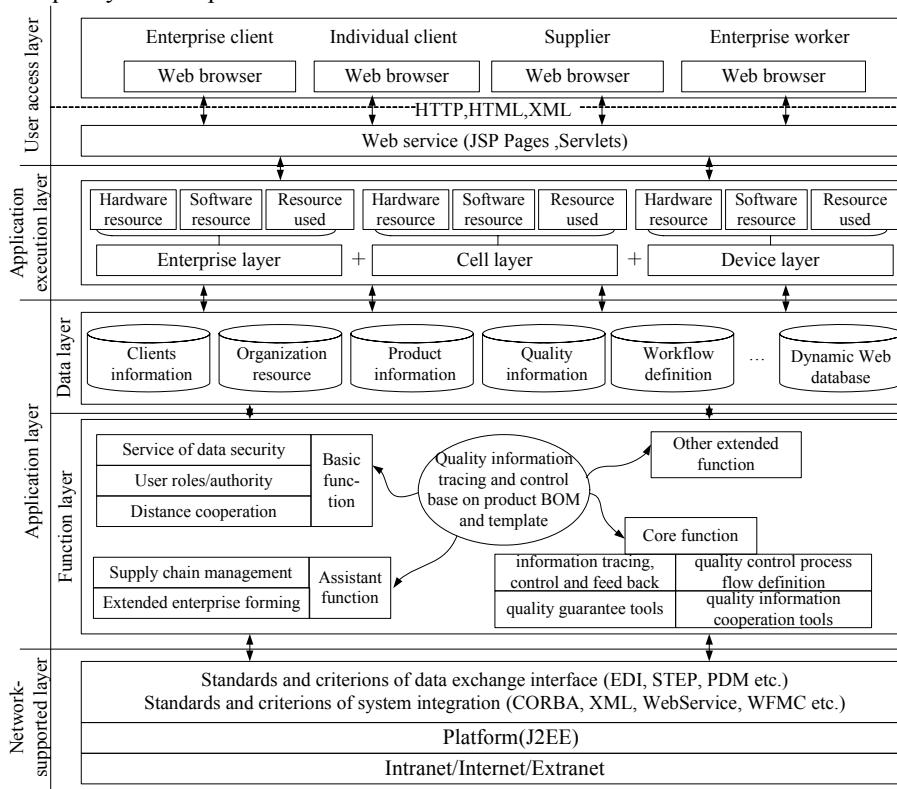 User access layer
Enterprise client
Individual client
Supplier
Enterprise worker
Web browser
Web browser
Web browser
Web browser
HTTP,HTML,XML
Web service (JSP Pages ,Servlets)
Application
execution layer
Hardware
resource
Software
resource
Resource
used
Hardware
resource
Software
resource
Resource
used
Hardware
resource
Software
resource
Resource
used
Enterprise layer
+
Cell layer
+
Device layer
Application layer
Data layer
Clients
information
Organization
resource
Product
information
Quality
information
Workflow
definition
...
Dynamic Web
database
Function layer
Service of data security
User roles/authority
Distance cooperation
Basic
func-
tion
Quality information
tracing and control
base on product BOM
and template
Other extended
function
Supply chain management
Extended enterprise forming
Assistant
function
Core function
information tracing,
control and feed back
quality control process
flow definition
quality guarantee tools
quality information
cooperation tools
Network-
supported layer
Standards and criterions of data exchange interface (EDI, STEP, PDM etc.)
Standards and criterions of system integration (CORBA, XML, WebService, WFMC etc.)
Platform(J2EE)
Intranet/Internet/Extranet